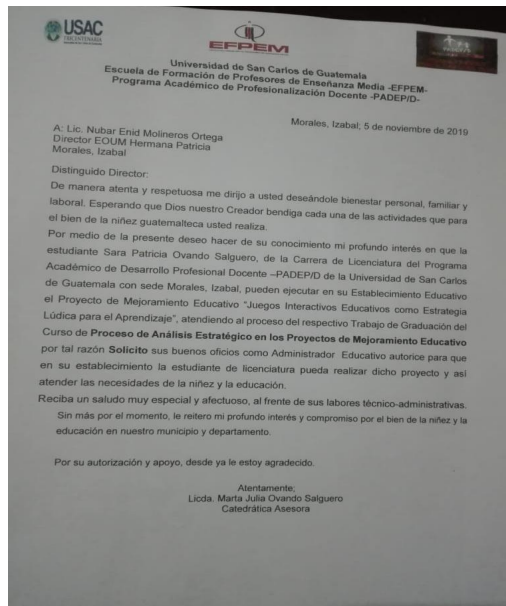 USAC
TRICENTENARIA
EFPEM
PADEP/D
Universidad de San Carlos de Guatemala
Escuela de Formación de Profesores de Enseñanza Media -EFPEM-
Programa Académico de Profesionalización Docente -PADEP/D-
Morales, Izabal; 5 de noviembre de 2019
A: Lic. Nubar Enid Molineros Ortega
Director EOUM Hermana Patricia
Morales, Izabal
Distinguido Director:
De manera atenta y respetuosa me dirijo a usted deseándole bienestar personal, familiar y
laboral. Esperando que Dios nuestro Creador bendiga cada una de las actividades que para
el bien de la niñez guatemalteca usted realiza.
Por medio de la presente deseo hacer de su conocimiento mi profundo interés en que la
estudiante Sara Patricia Ovando Salguero, de la Carrera de Licenciatura del Programa
Académico de Desarrollo Profesional Docente –PADEP/D de la Universidad de San Carlos
de Guatemala con sede Morales, Izabal, pueden ejecutar en su Establecimiento Educativo
el Proyecto de Mejoramiento Educativo “Juegos Interactivos Educativos como Estrategia
Lúdica para el Aprendizaje”, atendiendo al proceso del respectivo Trabajo de Graduación del
Curso de Proceso de Análisis Estratégico en los Proyectos de Mejoramiento Educativo
por tal razón Solicito sus buenos oficios como Administrador Educativo autorice para que
en su establecimiento la estudiante de licenciatura pueda realizar dicho proyecto y así
atender las necesidades de la niñez y la educación.
Reciba un saludo muy especial y afectuoso, al frente de sus labores técnico-administrativas.
Sin más por el momento, le reitero mi profundo interés y compromiso por el bien de la niñez y la
educación en nuestro municipio y departamento.
Por su autorización y apoyo, desde ya le estoy agradecido.
Atentamente;
Licda. Marta Julia Ovando Salguero
Catedrática Asesora